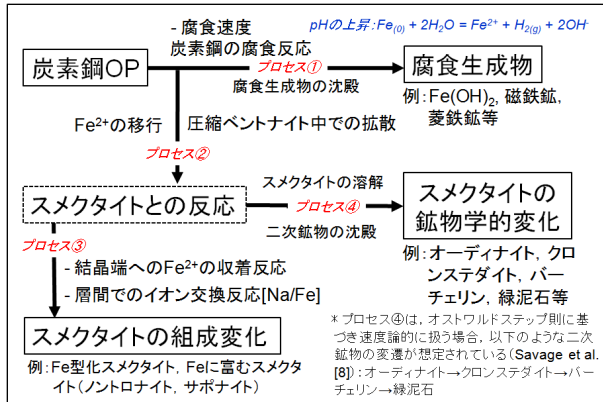 pHの上昇:Fe(0) + 2H2O = Fe2+ + H2(g) + 2OH-
- 腐食速度
炭素鋼の腐食反応
炭素鋼OP
プロセス①
腐食生成物
腐食生成物の沈殿
例:Fe(OH)2, 磁鉄鉱,
菱鉄鉱等
Fe2+の移行
圧縮ベントナイト中での拡散
プロセス②
スメクタイトの溶解
スメクタイトとの反応
プロセス④
スメクタイトの
鉱物学的変化
二次鉱物の沈殿
プロセス③
例:オーディナイト, クロ
ンステダイト, バー
チェリン, 緑泥石等
- 結晶端へのFe2+の収着反応
- 層間でのイオン交換反応[Na/Fe]
スメクタイトの組成変化
例:Fe型化スメクタイト, Feに富むスメクタ
イト(ノントロナイト, サポナイト)
* プロセス④は, オストワルドステップ則に基
づき速度論的に扱う場合, 以下のような二次
鉱物の変遷が想定されている(Savage et al.
[8]):オーディナイト→クロンステダイト→バー
チェリン→緑泥石